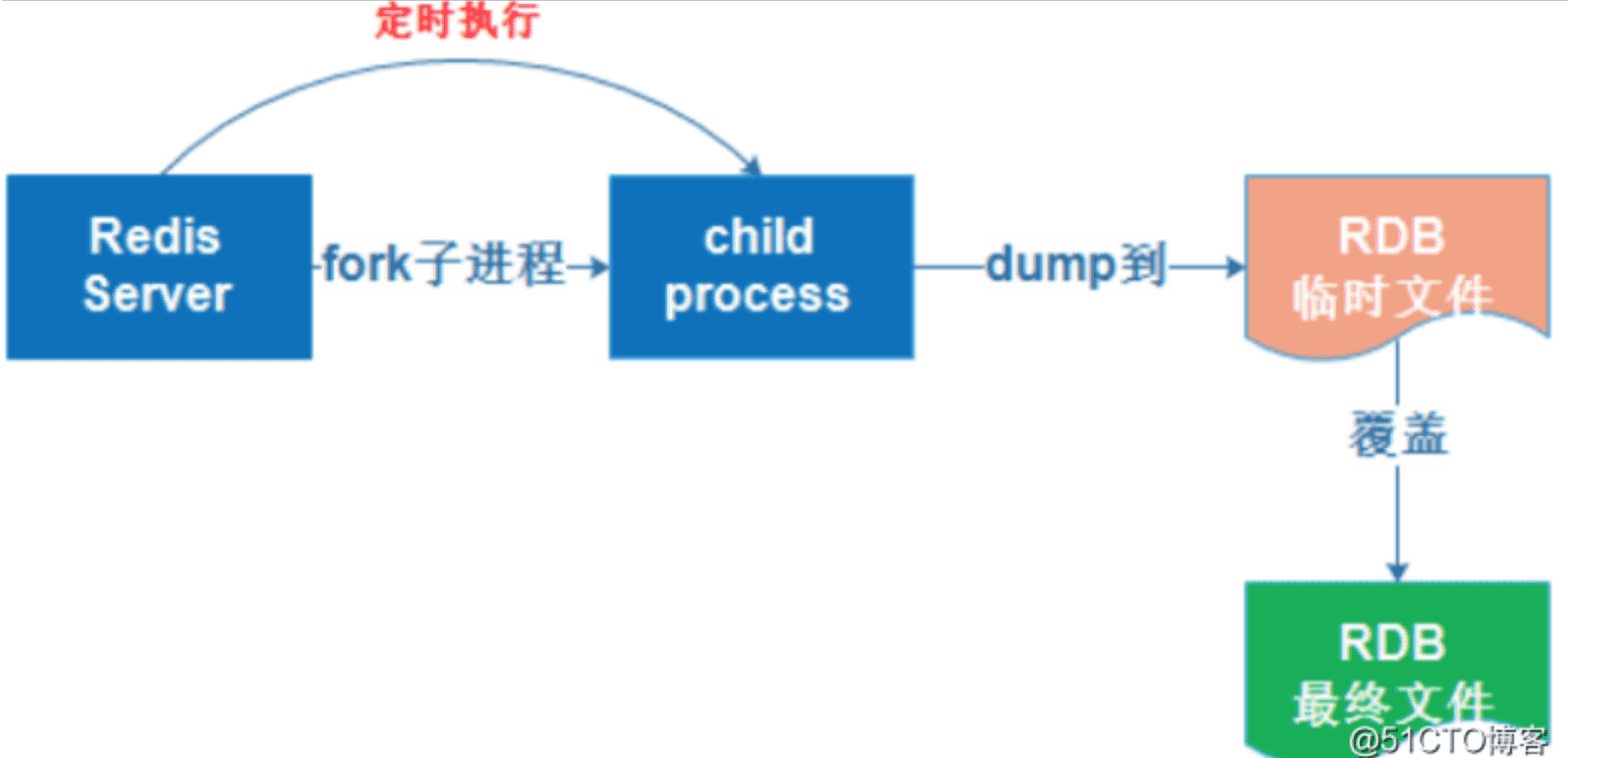 定时执行
Redis
Server
fork子进程
child
process
dump到
RDB
临时文件
覆盖
RDB
最终文件
@51CTO博客